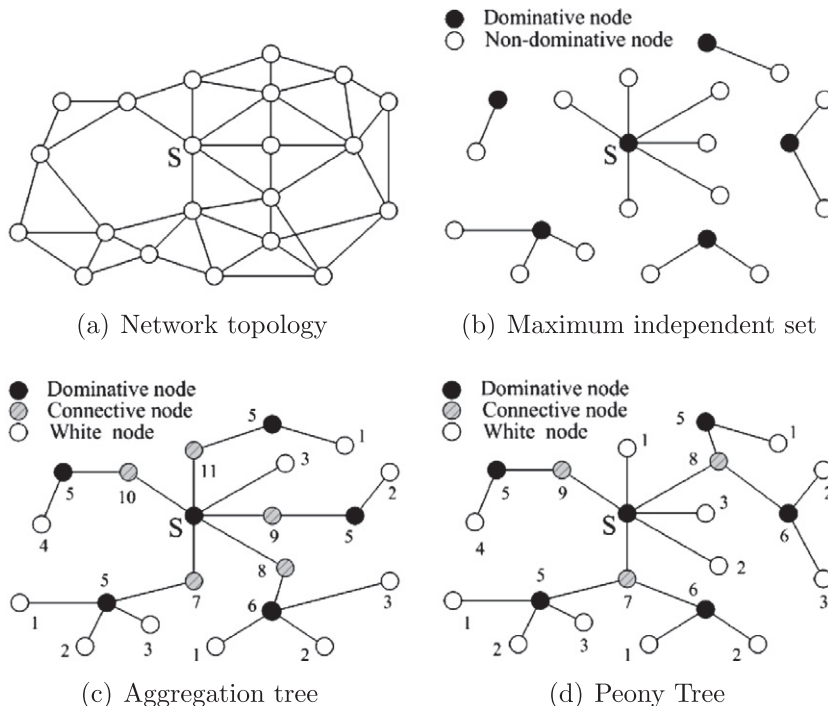 S
(a) Network topology
Dominative node
Non-dominative node
S
(b) Maximum independent set
Dominative node
Connective node
White node
5
1
11
3
2
5
10
4
S
9
5
8
7
5
6
3
1
2
3
1
2
(c) Aggregation tree
Dominative node
Connective node
White node
5
1
1
8
2
5
9
3
4
S
6
2
5
7
6
3
1
2
3
1
2
(d) Peony Tree